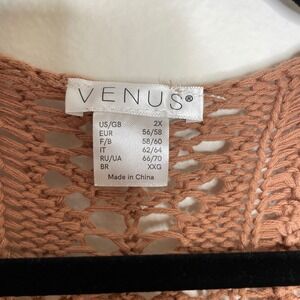 VENUS®
US/GB 2X
EUR 56/58
F/B 58/60
IT 62/64
RU/UA 66/70
BR XXG
Made in China